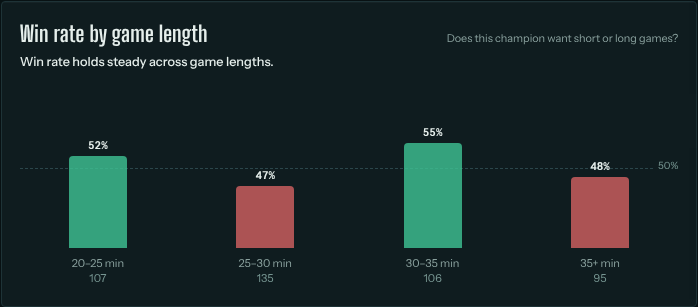 Win rate by game length
Does this champion want short or long games?
Win rate holds steady across game lengths.
52%
47%
55%
48%
50%
20–25 min
25–30 min
30–35 min
35+ min
107
135
106
95